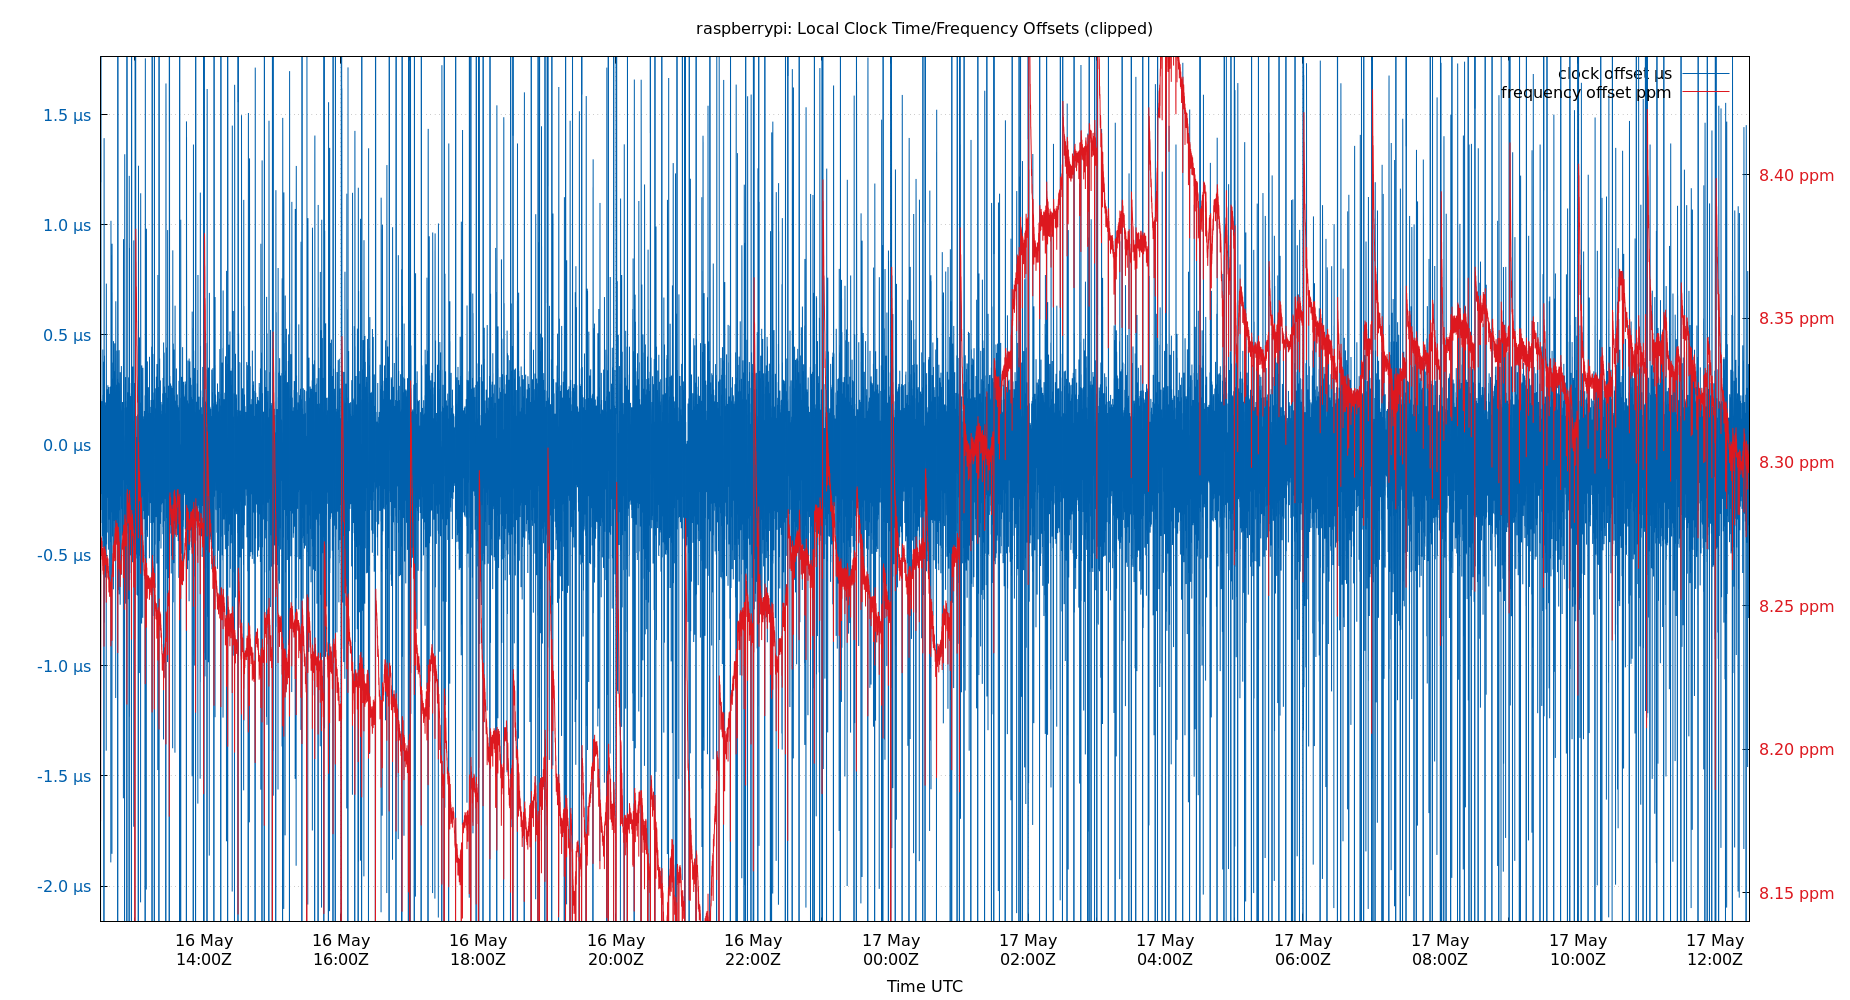 raspberrypi: Local Clock Time/Frequency Offsets (clipped)
clock offset µs
frequency offset ppm
1.5 µs
1.0 µs
0.5 µs
0.0 µs
-0.5 µs
-1.0 µs
-1.5 µs
-2.0 µs
8.40 ppm
8.35 ppm
8.30 ppm
8.25 ppm
8.20 ppm
8.15 ppm
16 May
14:00Z
16 May
16:00Z
16 May
18:00Z
16 May
20:00Z
16 May
22:00Z
17 May
00:00Z
17 May
02:00Z
17 May
04:00Z
17 May
06:00Z
17 May
08:00Z
17 May
10:00Z
17 May
12:00Z
Time UTC